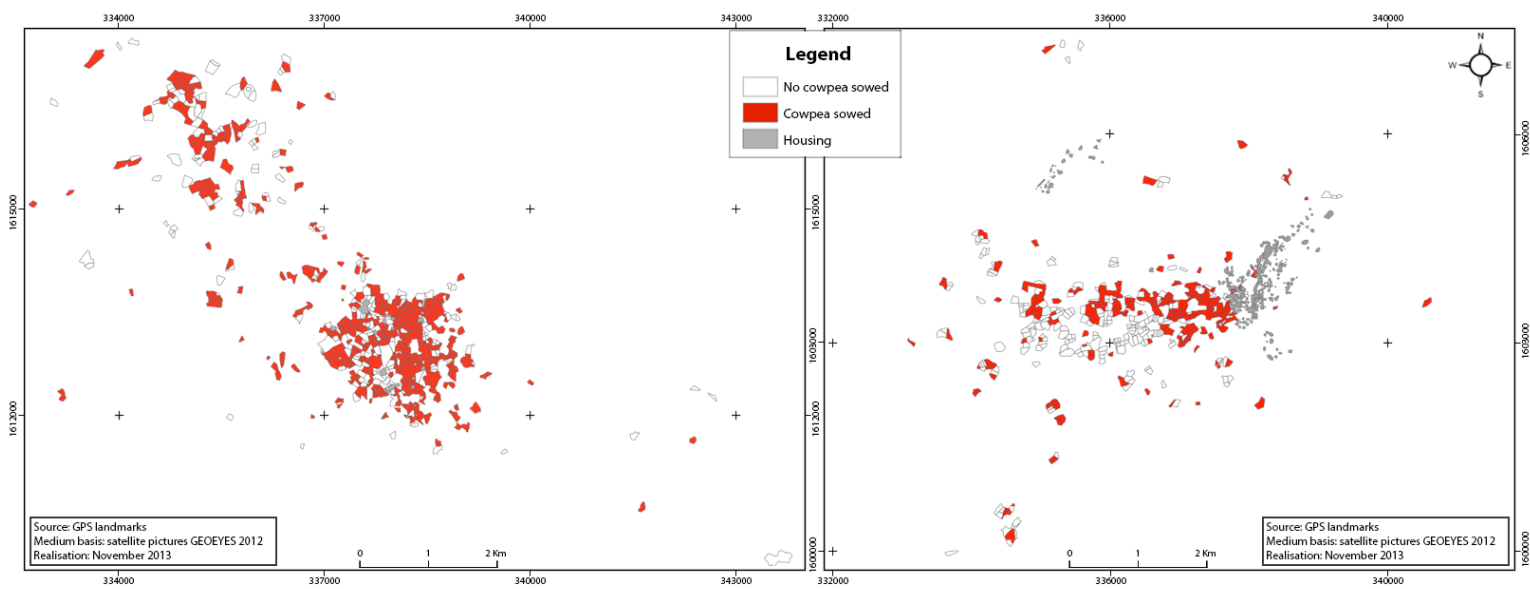 334000 337000 340000 343000 332000 336000 340000
Legend
No cowpea sowed
Cowpea sowed
Housing
N
W E
S
1615000 1615000
1612000 1612000
1606000
1603000 1603000
1600000 1600000
Source: GPS landmarks
Medium basis: satellite pictures GEOEYES 2012
Realisation: November 2013
0 1 2 Km
334000 337000 340000 343000
Source: GPS landmarks
Medium basis: satellite pictures GEOEYES 2012
Realisation: November 2013
0 1 2 Km
332000 336000 340000